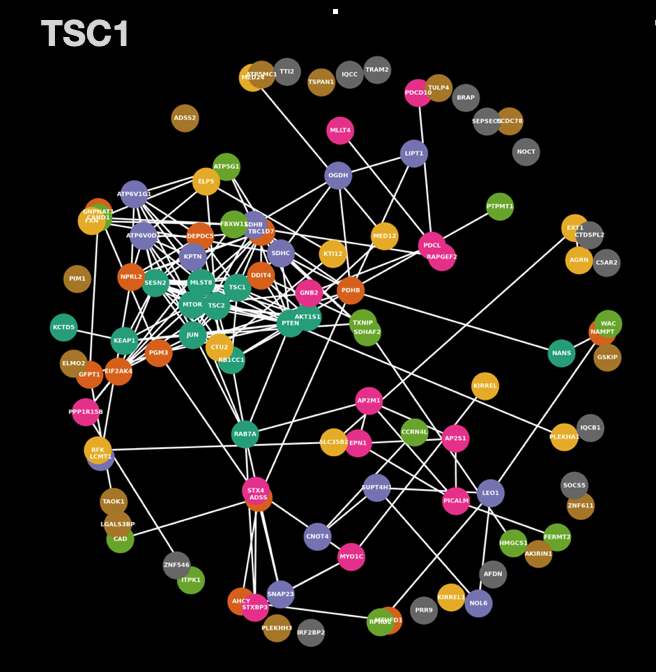 TSC1
MED24
ATP5MC1
TTI2
TSPAN1
IQCC
TRAM2
PDCD10
TULP4
BRAP
SEPSECS
CCDC78
NOCT
ADSS2
MLLT4
LIPT1
OGDH
ATP5G1
ELP5
ATP6V1G1
GNPNAT1
CAND1
FXN
FBXW11
SDHB
TBC1D7
ATP6V0D1
DEPDC5
PTPMT1
EXT1
CTDSPL2
MED12
PDCL
RAPGEF2
KPTN
SDHC
KTI12
AGRN
C5AR2
PIM1
NPRL2
SESN2
MLST8
TSC1
DDIT4
GNB2
PDHB
MTOR
TSC2
PTEN
AKT1S1
TXNIP
SDHAF2
KCTD5
KEAP1
JUN
CTU2
RB1CC1
PGM3
NANS
WAC
NAMPT
GSKIP
ELMO2
GFPT1
EIF2AK4
KIRREL
PPP1R15B
AP2M1
RAB7A
SLC35B2
EPN1
CCRN4L
AP2S1
PLEKHA1
IQCB1
RFX
LCMT1
STX4
ADSS
SUPT4H1
LEO1
PICALM
SOCS5
ZNF611
TAOK1
LGALS3BP
CAD
CNOT4
MYO1C
HMGCS1
FERMT2
AKIRIN1
ZNF546
ITPK1
AFDN
AHCY
STXBP3
SNAP23
PLEKHH3
IRF2BP2
MTHFD1
PRR9
KIRREL1
NOL6